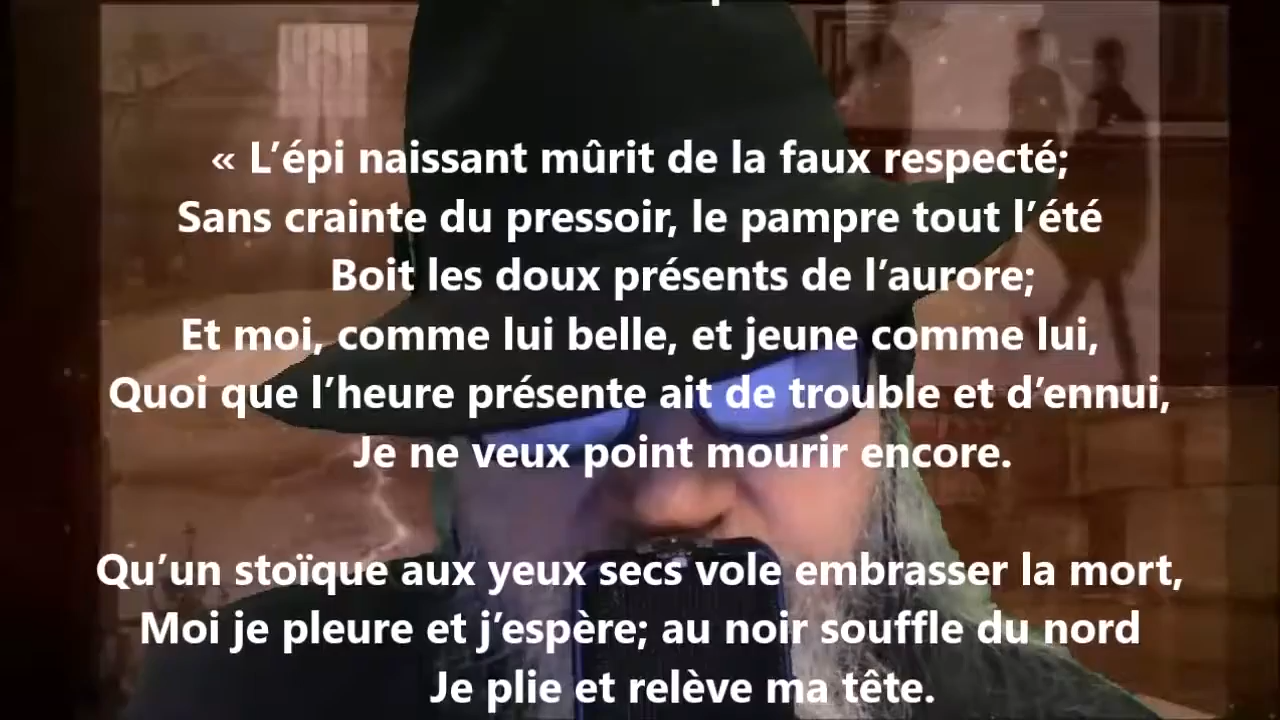 « L’épi naissant mûrit de la faux respecté;
Sans crainte du pressoir, le pampre tout l’été
Boit les doux présents de l’aurore;
Et moi, comme lui belle, et jeune comme lui,
Quoi que l’heure présente ait de trouble et d’ennui,
Je ne veux point mourir encore.
Qu’un stoïque aux yeux secs vole embrasser la mort,
Moi je pleure et j’espère; au noir souffle du nord
Je plie et relève ma tête.